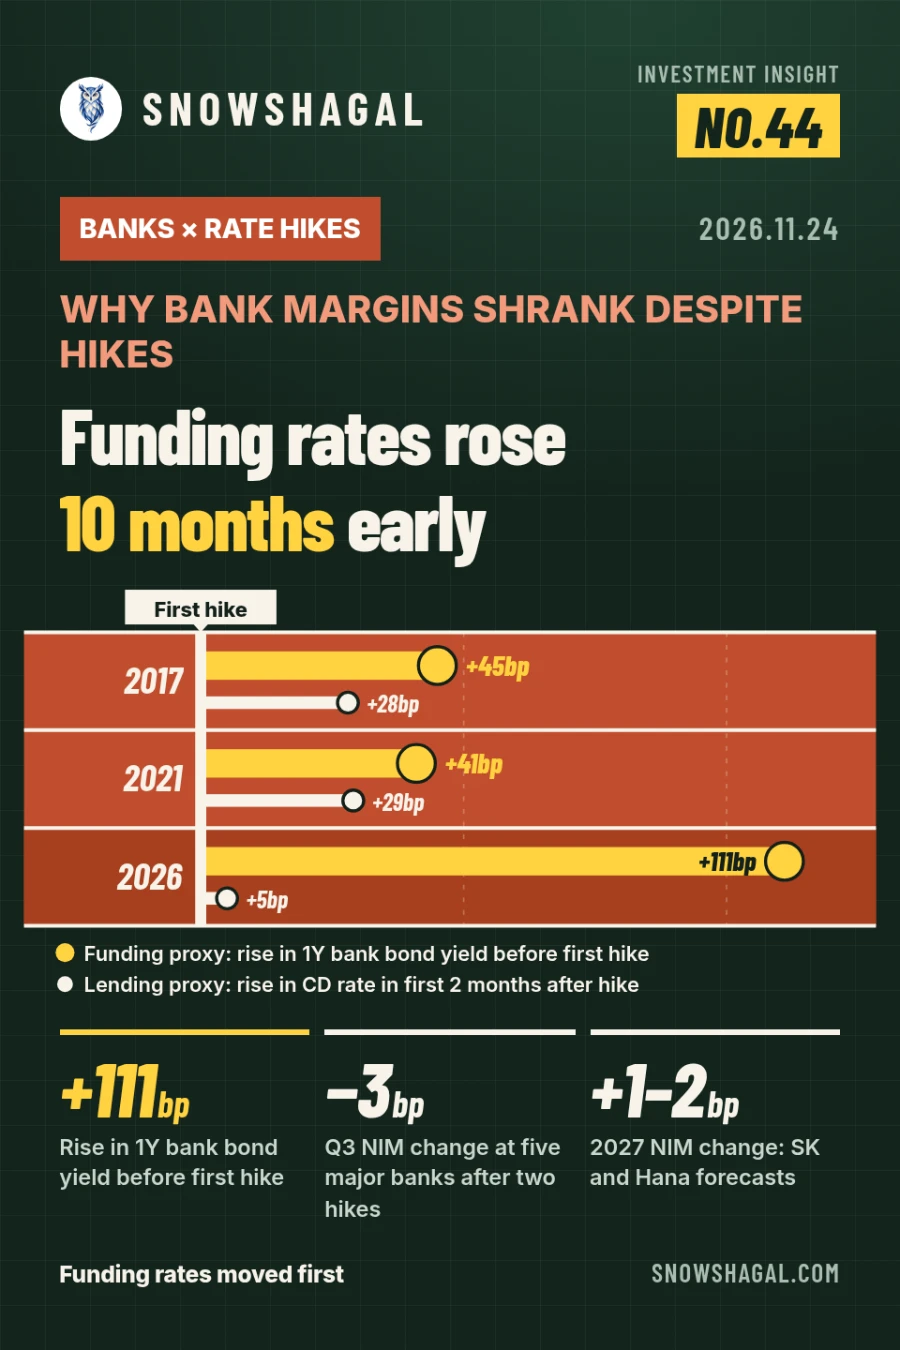 SNOWSHAGAL
INVESTMENT INSIGHT
NO.44
BANKS × RATE HIKES
2026.11.24
WHY BANK MARGINS SHRANK DESPITE
HIKES
Funding rates rose
10 months early
First hike
2017
+45bp
+28bp
2021
+41bp
+29bp
2026
+111bp
+5bp
Funding proxy: rise in 1Y bank bond yield before first hike
Lending proxy: rise in CD rate in first 2 months after hike
+111bp
Rise in 1Y bank bond
yield before first hike
−3bp
Q3 NIM change at five
major banks after two
hikes
+1–2bp
2027 NIM change: SK
and Hana forecasts
Funding rates moved first
SNOWSHAGAL.COM